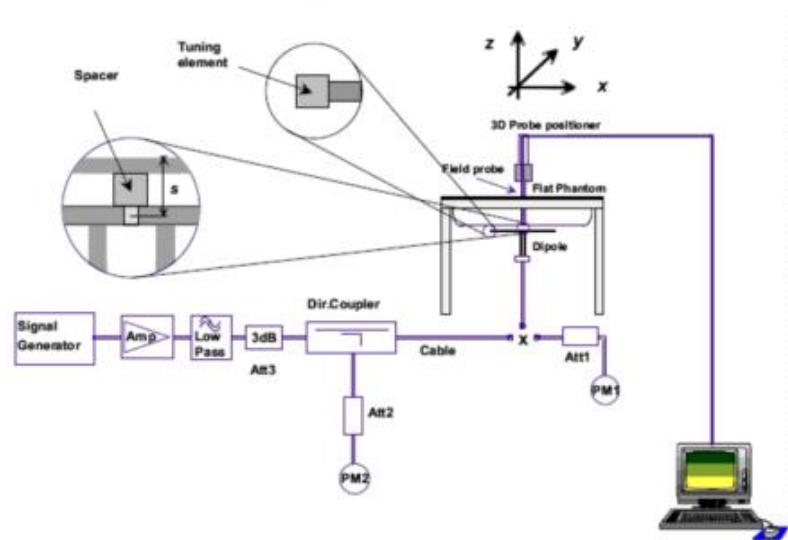 Tuning
element
Spacer
z
y
x
3D Probe positioner
s
Field probe
Flat Phantom
Dipole
Dir.Coupler
Signal
Generator
Amp
Low
Pass
3dB
Att3
Cable
x
Att1
PM1
Att2
PM2